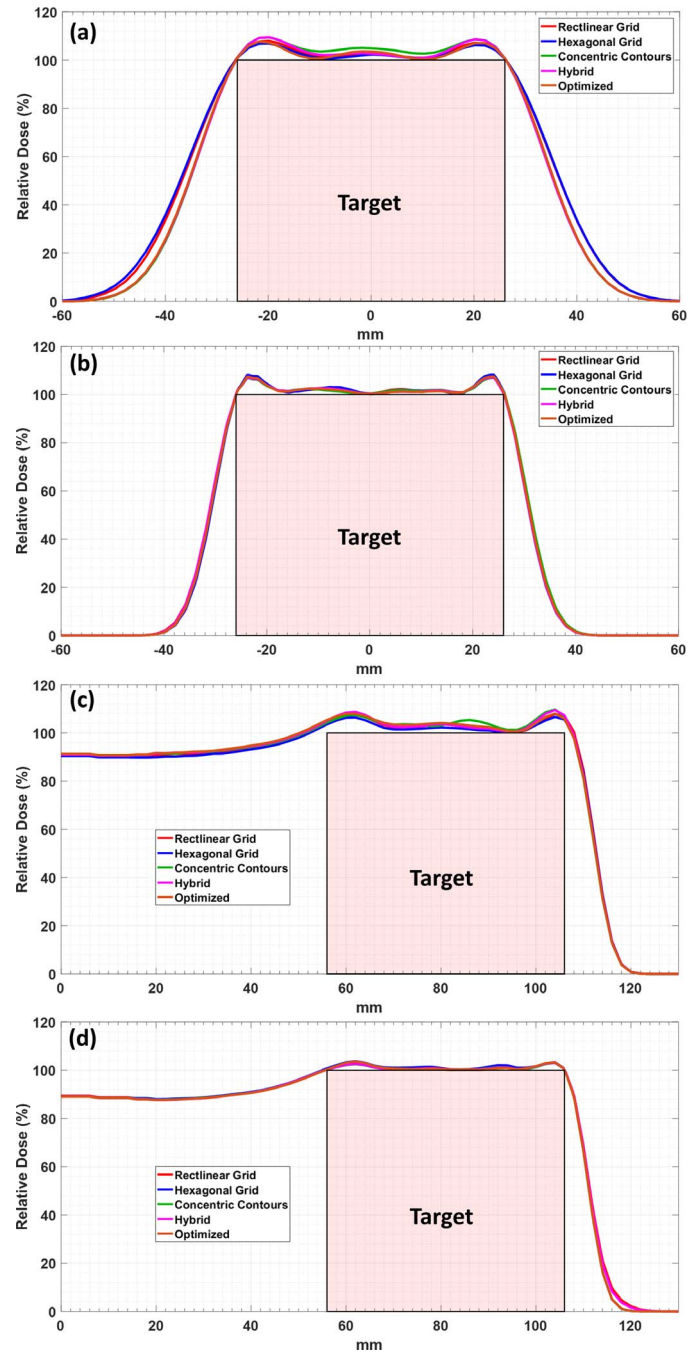 (a)
120
100
80
60
40
20
0
Relative Dose (%)
Rectlinear Grid
Hexagonal Grid
Concentric Contours
Hybrid
Optimized
Target
-60 -40 -20 0 20 40 60
mm
(b)
120
100
80
60
40
20
0
Relative Dose (%)
Rectlinear Grid
Hexagonal Grid
Concentric Contours
Hybrid
Optimized
Target
-60 -40 -20 0 20 40 60
mm
(c)
120
100
80
60
40
20
0
Relative Dose (%)
Rectlinear Grid
Hexagonal Grid
Concentric Contours
Hybrid
Optimized
Target
0 20 40 60 80 100 120
mm
(d)
120
100
80
60
40
20
0
Relative Dose (%)
Rectlinear Grid
Hexagonal Grid
Concentric Contours
Hybrid
Optimized
Target
0 20 40 60 80 100 120
mm